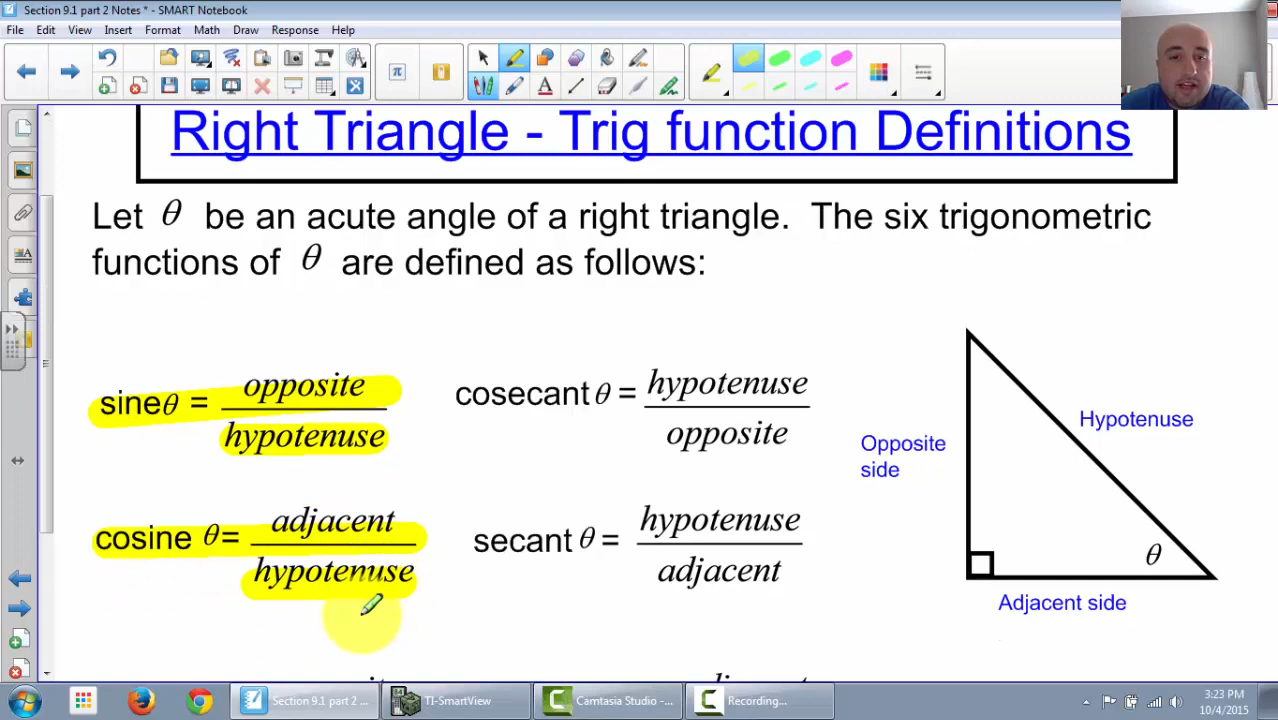 Section 9.1 part 2 Notes * - SMART Notebook
File Edit View Insert Format Math Draw Response Help
Right Triangle - Trig function Definitions
Let θ be an acute angle of a right triangle. The six trigonometric
functions of θ are defined as follows:
sineθ = opposite / hypotenuse
cosecant θ = hypotenuse / opposite
cosine θ = adjacent / hypotenuse
secant θ = hypotenuse / adjacent
Opposite
side
Hypotenuse
θ
Adjacent side
Section 9.1 part 2 ...
TI-SmartView
Camtasia Studio -...
Recording...
3:23 PM
10/4/2015